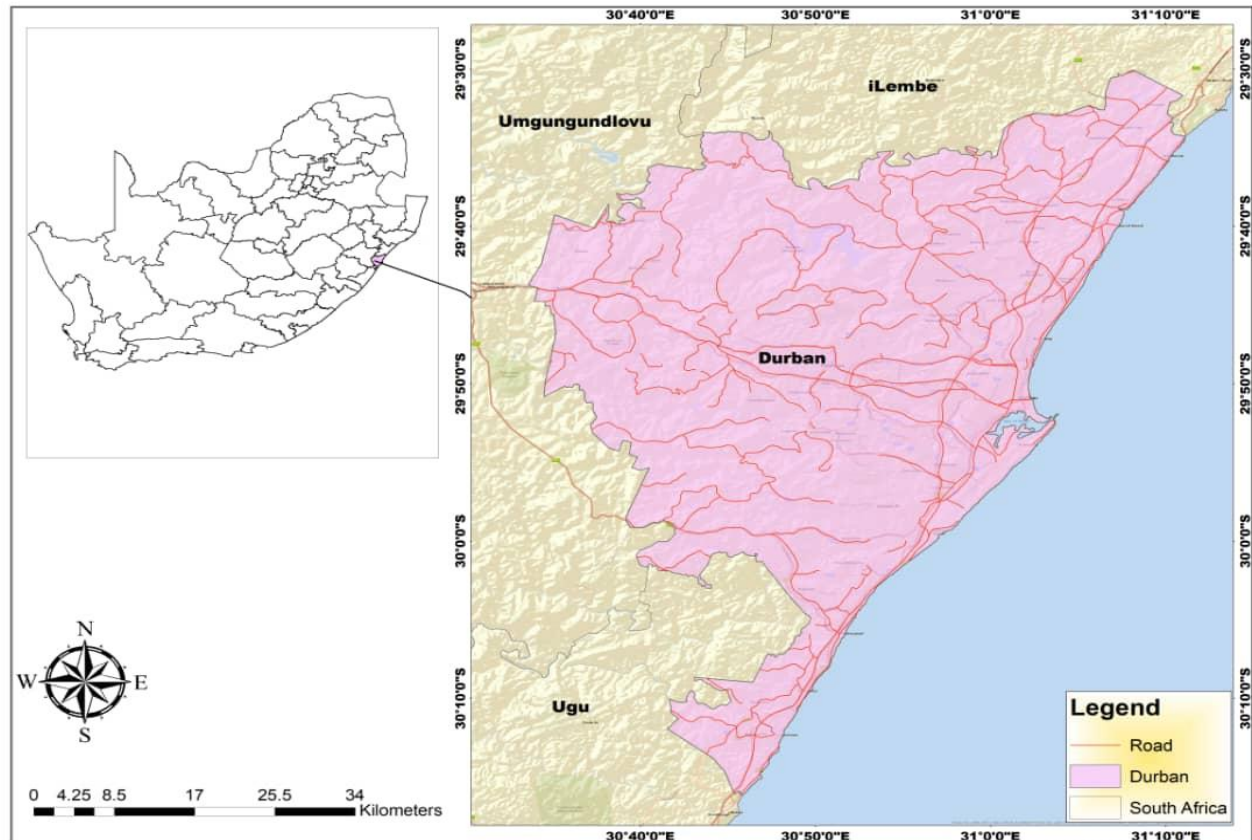 30°40'0"E 30°50'0"E 31°0'0"E 31°10'0"E
29°30'0"S 29°30'0"S
iLembe
Umgungundlovu
29°40'0"S 29°40'0"S
Durban
29°50'0"S 29°50'0"S
30°0'0"S 30°0'0"S
N
W E
S
30°10'0"S 30°10'0"S
Ugu
Legend
Road
Durban
South Africa
0 4.25 8.5 17 25.5 34
Kilometers
30°40'0"E 30°50'0"E 31°0'0"E 31°10'0"E